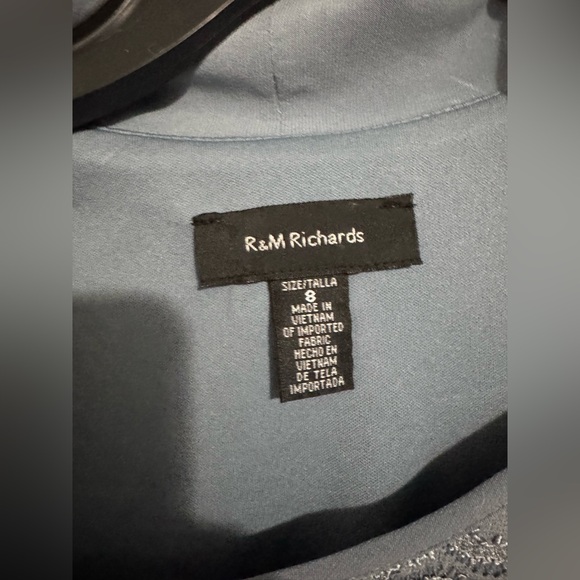 R&M Richards
SIZE/TALLA
8
MADE IN
VIETNAM
OF IMPORTED
FABRIC
HECHO EN
VIETNAM
DE TELA
IMPORTADA